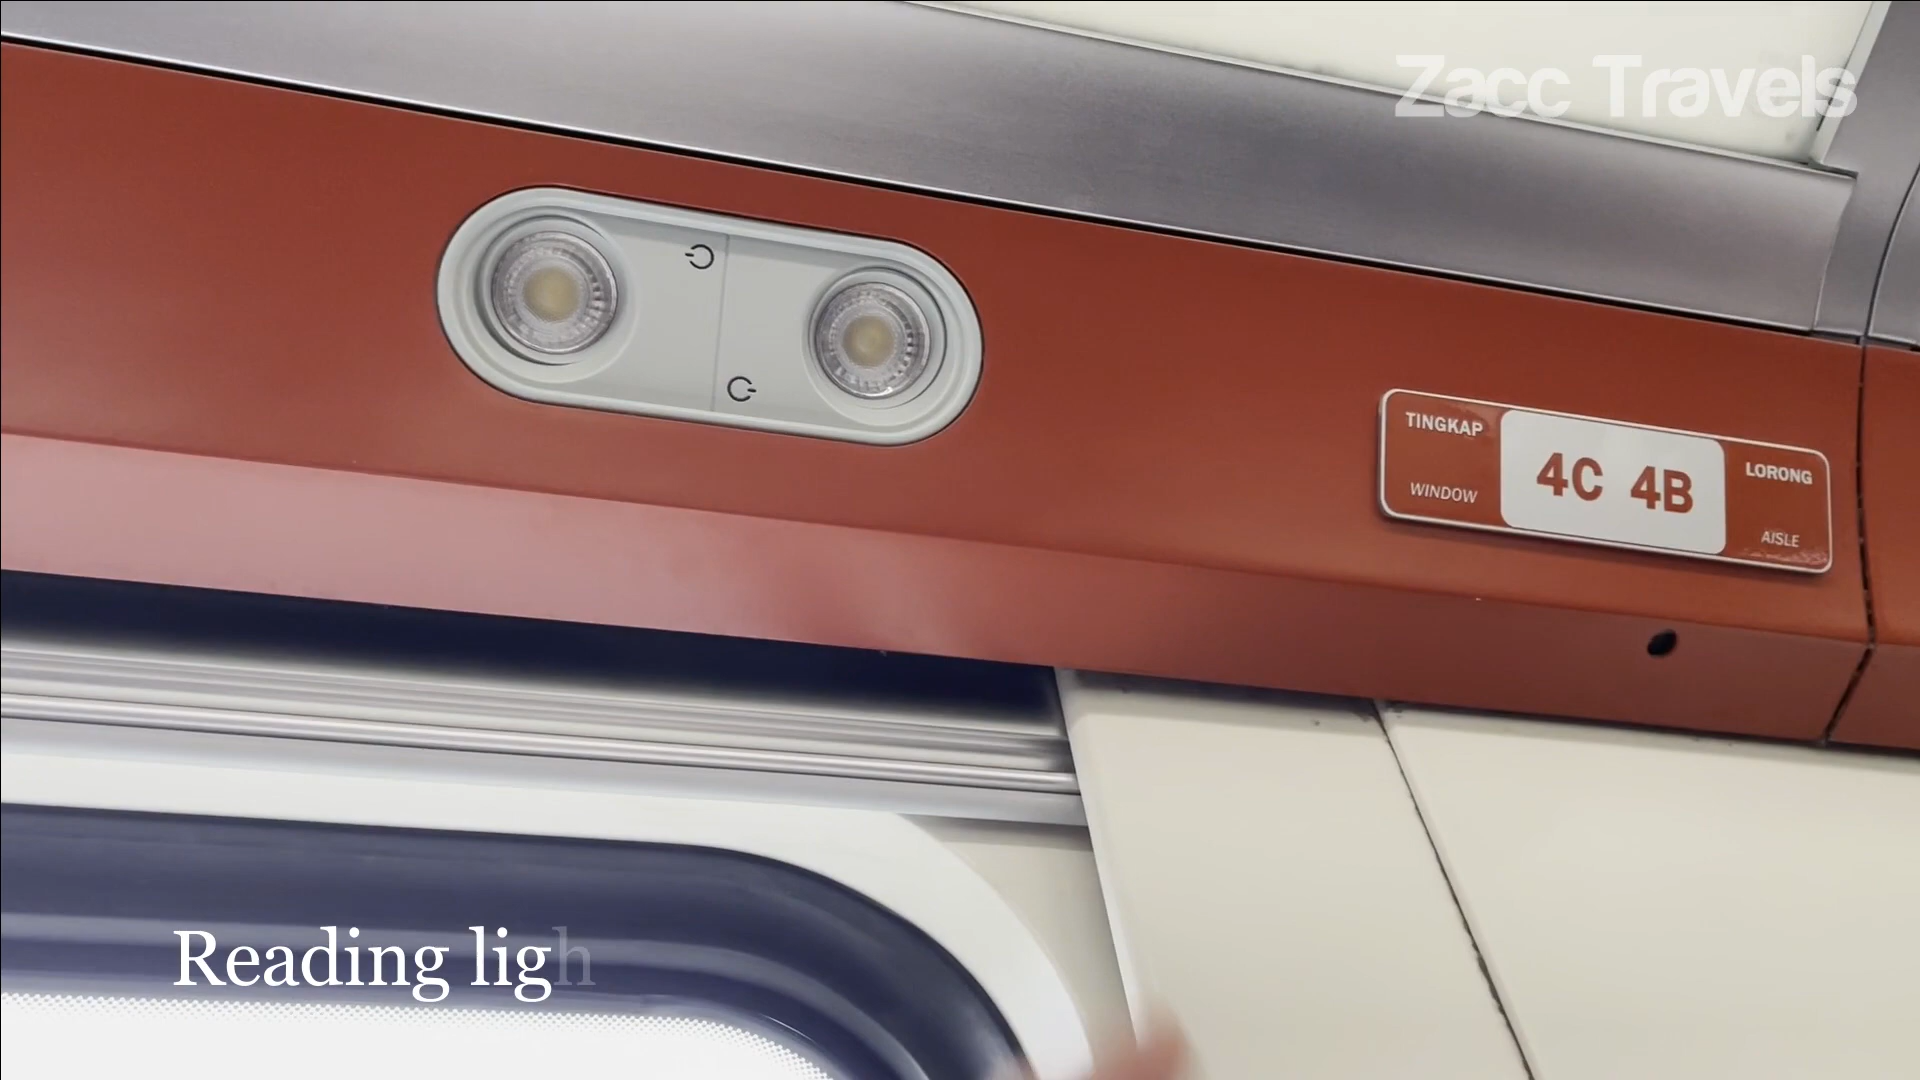 Zacc Travels
TINGKAP
WINDOW
4C 4B
LORONG
AISLE
Reading ligh